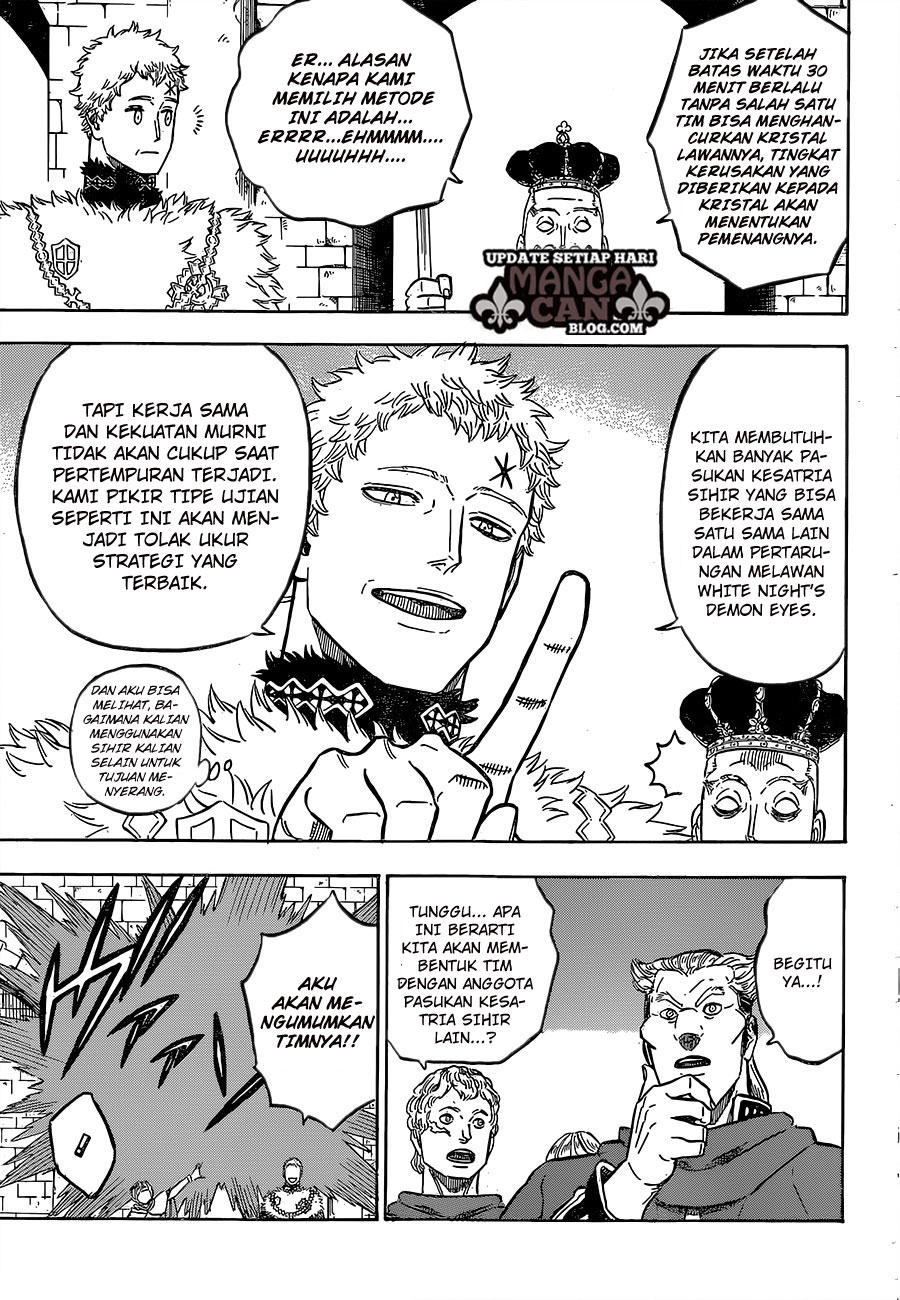 JIKA SETELAH
BATAS WAKTU 30
MENIT BERLALU
TANPA SALAH SATU
TIM BISA MENGHAN-
CURKAN KRISTAL
LAWANNYA, TINGKAT
KERUSAKAN YANG
DIBERIKAN KEPADA
KRISTAL AKAN
MENENTUKAN
PEMENANGNYA.
ER... ALASAN
KENAPA KAMI
MEMILIH METODE
INI ADALAH...
ERRRR...EHMMMM....
UUUUHHH....
UPDATE SETIAP HARI
MANGA
CAN
BLOG.COM
KITA MEMBUTUH-
KAN BANYAK PA-
SUKAN KESATRIA
SIHIR YANG BISA
BEKERJA SAMA
SATU SAMA LAIN
DALAM PERTARU-
NGAN MELAWAN
WHITE NIGHT'S
DEMON EYES.
TAPI KERJA SAMA
DAN KEKUATAN MURNI
TIDAK AKAN CUKUP SAAT
PERTEMPURAN TERJADI.
KAMI PIKIR TIPE UJIAN
SEPERTI INI AKAN MEN-
JADI TOLAK UKUR
STRATEGI YANG
TERBAIK.
DAN AKU BISA
MELIHAT, BA-
GAIMANA KALIAN
MENGGUNAKAN
SIHIR KALIAN
SELAIN UNTUK
TUJUAN ME-
NYERANG.
BEGITU
YA...!
TUNGGU... APA
INI BERARTI
KITA AKAN MEM-
BENTUK TIM
DENGAN ANGGOTA
PASUKAN KESA-
TRIA SIHIR
LAIN...?
AKU
AKAN ME-
NGUMUMKAN
TIMNYA!!